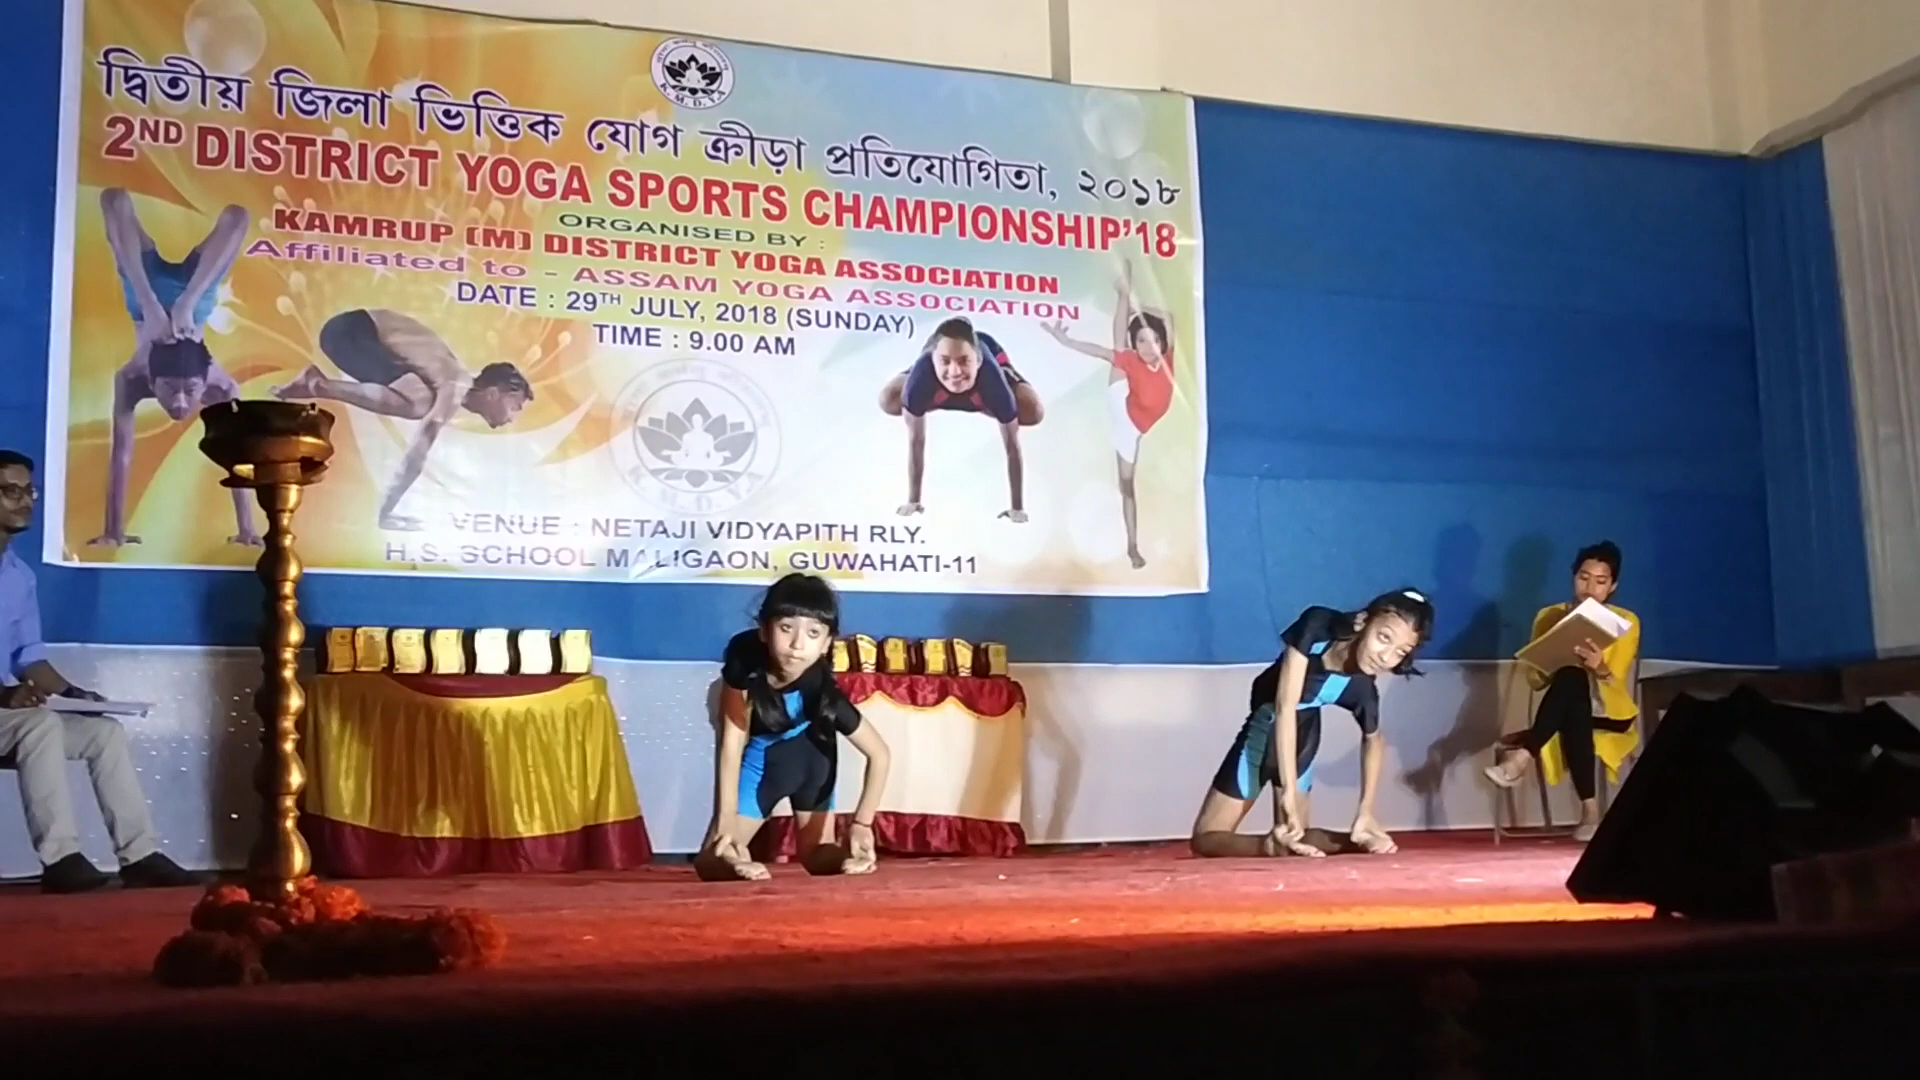 দ্বিতীয় জিলা ভিত্তিক যোগ ক্রীড়া প্ৰতিযোগিতা, ২০১৮
2ND DISTRICT YOGA SPORTS CHAMPIONSHIP'18
ORGANISED BY :
KAMRUP (M) DISTRICT YOGA ASSOCIATION
Affiliated to - ASSAM YOGA ASSOCIATION
DATE : 29TH JULY, 2018 (SUNDAY)
TIME : 9.00 AM
K. M. D. Y. A
K. M. D. Y. A
VENUE : NETAJI VIDYAPITH RLY.
H.S. SCHOOL MALIGAON, GUWAHATI-11